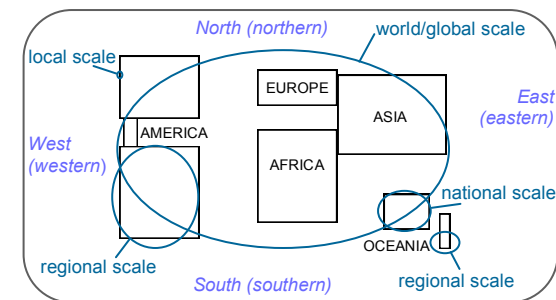 North (northern)
world/global scale
local scale
EUROPE
ASIA
East
(eastern)
West
(western)
AMERICA
AFRICA
national scale
OCEANIA
regional scale
South (southern)
regional scale